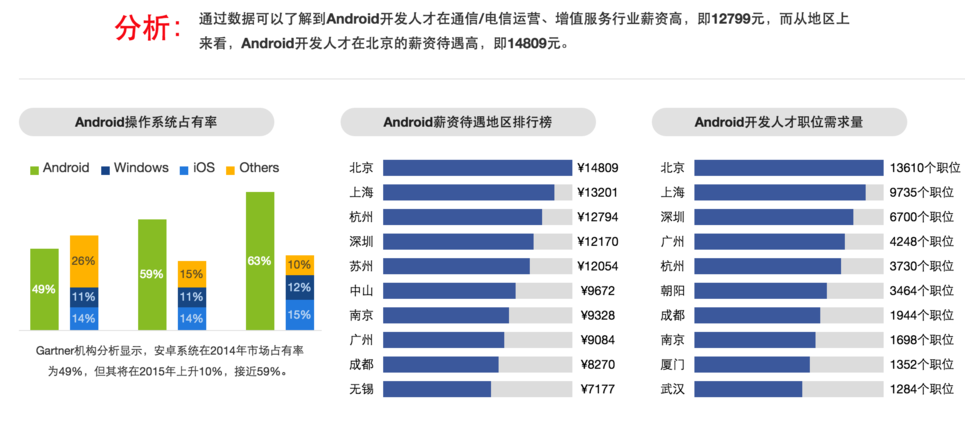 分析：
通过数据可以了解到Android开发人才在通信/电信运营、增值服务行业薪资高，即12799元，而从地区上
来看，Android开发人才在北京的薪资待遇高，即14809元。
Android操作系统占有率
Android Windows iOS Others
49%
26%
11%
14%
59%
15%
11%
14%
63%
10%
12%
15%
Gartner机构分析显示，安卓系统在2014年市场占有率
为49%，但其将在2015年上升10%，接近59%。
Android薪资待遇地区排行榜
北京 ¥14809
上海 ¥13201
杭州 ¥12794
深圳 ¥12170
苏州 ¥12054
中山 ¥9672
南京 ¥9328
广州 ¥9084
成都 ¥8270
无锡 ¥7177
Android开发人才职位需求量
北京 13610个职位
上海 9735个职位
深圳 6700个职位
广州 4248个职位
杭州 3730个职位
朝阳 3464个职位
成都 1944个职位
南京 1698个职位
厦门 1352个职位
武汉 1284个职位